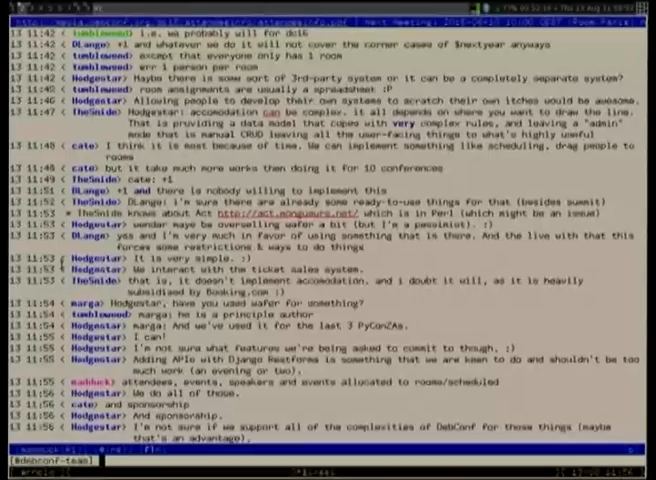 13 11:42 < tumbleweed> i.e. we probably will for dc16
13 11:42 < DLange> +1 and whatever we do it will not cover the corner cases of $nextyear anyways
13 11:42 < tumbleweed> except that everyone only has 1 room
13 11:42 < tumbleweed> err 1 person per room
13 11:46 < Hodgestar> Maybe there is some sort of 3rd-party system or it can be a completely separate system?
tumbleweed> room assignments are usually a spreadsheet :P
13 11:46 < Hodgestar> Allowing people to develop their own systems to scratch their own itches would be awesome.
13 11:47 < TheSnide> Hodgestar: accomodation can be complex. it all depends on where you want to draw the line.
That is providing a data model that copes with very complex rules, and leaving a "admin"
mode that is manual CRUD leaving all the user-facing things to what's highly useful
13 11:48 < cate> I think it is most because of time. We can implement something like scheduling, drag people to
rooms
13 11:48 < cate> but it take much more works then doing it for 10 conferences
13 11:49 < TheSnide> cate: +1
13 11:51 < DLange> +1 and there is nobody willing to implement this
13 11:52 < TheSnide> DLange: i'm sure there are already some ready-to-use things for that (besides summit)
13 11:53 * TheSnide knows about Act http://act.mongueurs.net/ which is in Perl (which might be an issue)
13 11:53 < Hodgestar> may be overselling wafer a bit (but I'm a pessimist). :)
13 11:53 < DLange> yes and I'm very much in favor of using something that is there. And the live with that this
forces some restrictions & ways to do things
13 11:53 < Hodgestar> It is very simple. :)
13 11:53 < Hodgestar> We interact with the ticket sales system.
13 11:54 < TheSnide> that is, it doesn't implement accomodation, and i doubt it will, as it is heavily
subsidised by Booking.com :)
13 11:54 < marga> Hodgestar, have you used wafer for something?
13 11:54 < tumbleweed> marga: he is a principle author
13 11:54 < Hodgestar> marga: And we've used it for the last 3 PyConZAs.
13 11:55 < Hodgestar> I can!
13 11:55 < Hodgestar> I'm not sure what features we're being asked to commit to though, :)
13 11:55 < Hodgestar> Adding APIs with Django Restforms is something that we are keen to do and shouldn't be too
much work (an evening or two).
13 11:55 < madduck> attendees, events, speakers and events allocated to rooms/scheduled
13 11:56 < Hodgestar> We do all of those.
13 11:56 < cate> and sponsorship
13 11:56 < Hodgestar> And sponsorship.
13 11:56 < Hodgestar> I'm not sure if we support all of the complexities of DebConf for those things (maybe
that's an advantage).
[#debconf-team]